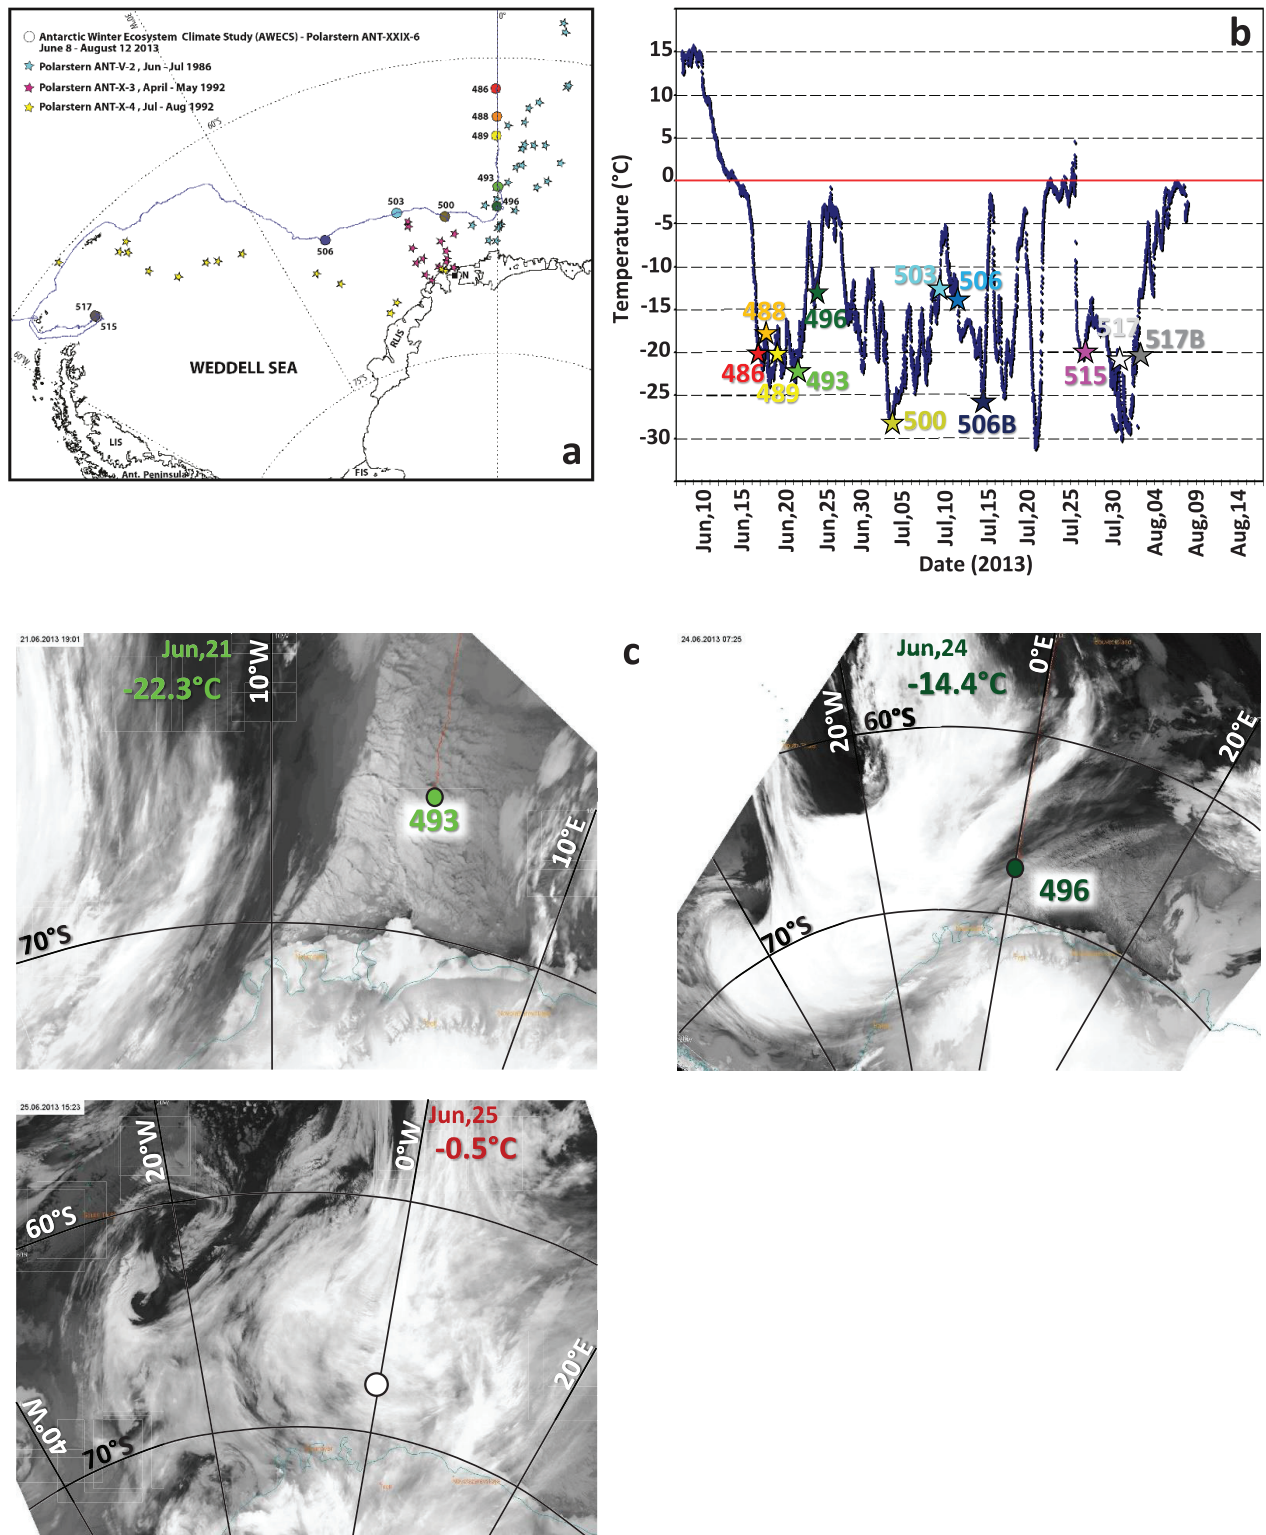 Antarctic Winter Ecosystem Climate Study (AWECS) - Polarstern ANT-XXIX-6
June 8 - August 12 2013
Polarstern ANT-V-2 , Jun - Jul 1986
Polarstern ANT-X-3 , April - May 1992
Polarstern ANT-X-4 , Jul - Aug 1992
0°
60°S
486
488
489
493
496
503
500
506
517
515
N
RLIS
75°S
60°W
WEDDELL SEA
LIS
Ant. Peninsula
FIS
a
b
Temperature (°C)
15
10
5
0
-5
-10
-15
-20
-25
-30
488
486
489
496
493
500
503
506
506B
515
517
517B
Jun,10
Jun,15
Jun,20
Jun,25
Jun,30
Jul,05
Jul,10
Jul,15
Jul,20
Jul,25
Jul,30
Aug,04
Aug,09
Aug,14
Date (2013)
c
21.06.2013 19:01
Jun,21
-22.3°C
10°W
493
10°E
70°S
24.06.2013 07:25
Jun,24
-14.4°C
0°E
20°W
60°S
20°E
496
70°S
25.06.2013 15:23
Jun,25
-0.5°C
20°W
0°W
60°S
20°E
40°W
70°S